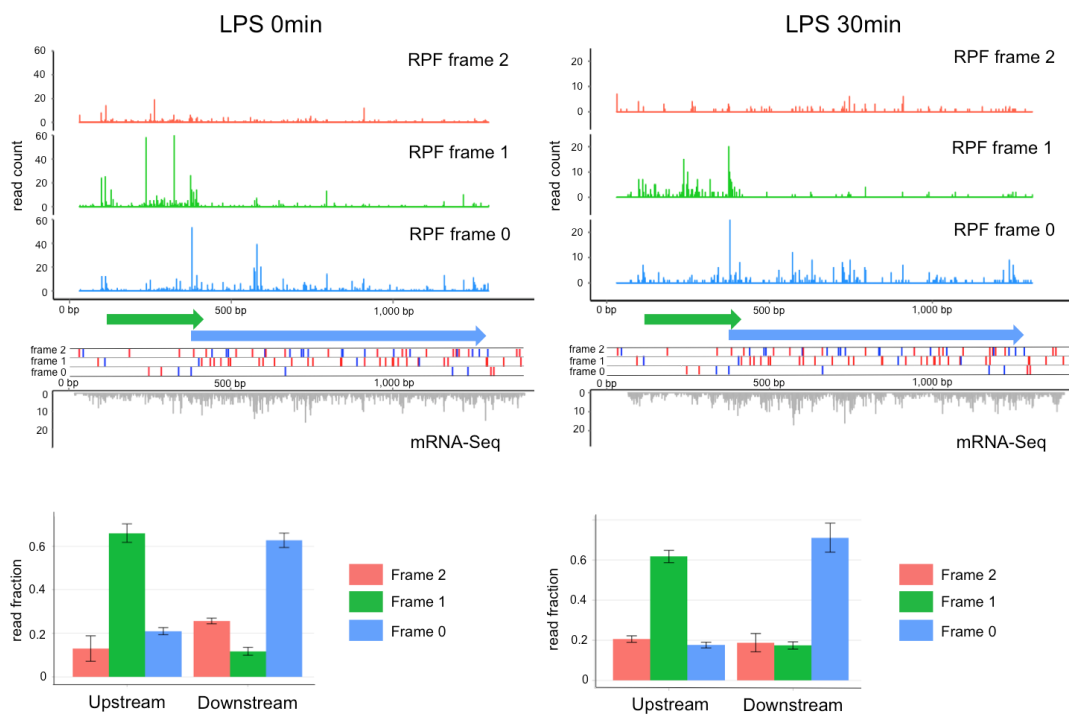 LPS 0min
LPS 30min
60
RPF frame 2
40
20
0
60
RPF frame 1
40
20
0
60
RPF frame 0
40
20
0
read count
0 bp
500 bp
1,000 bp
frame 2
frame 1
frame 0
0 bp
500 bp
1,000 bp
0
10
20
mRNA-Seq
RPF frame 2
20
10
0
RPF frame 1
20
10
0
RPF frame 0
20
10
0
read count
0 bp
500 bp
1,000 bp
frame 2
frame 1
frame 0
0 bp
500 bp
1,000 bp
0
10
20
mRNA-Seq
read fraction
0.6
0.4
0.2
0
Upstream
Downstream
Frame 2
Frame 1
Frame 0
read fraction
0.6
0.4
0.2
0
Upstream
Downstream
Frame 2
Frame 1
Frame 0